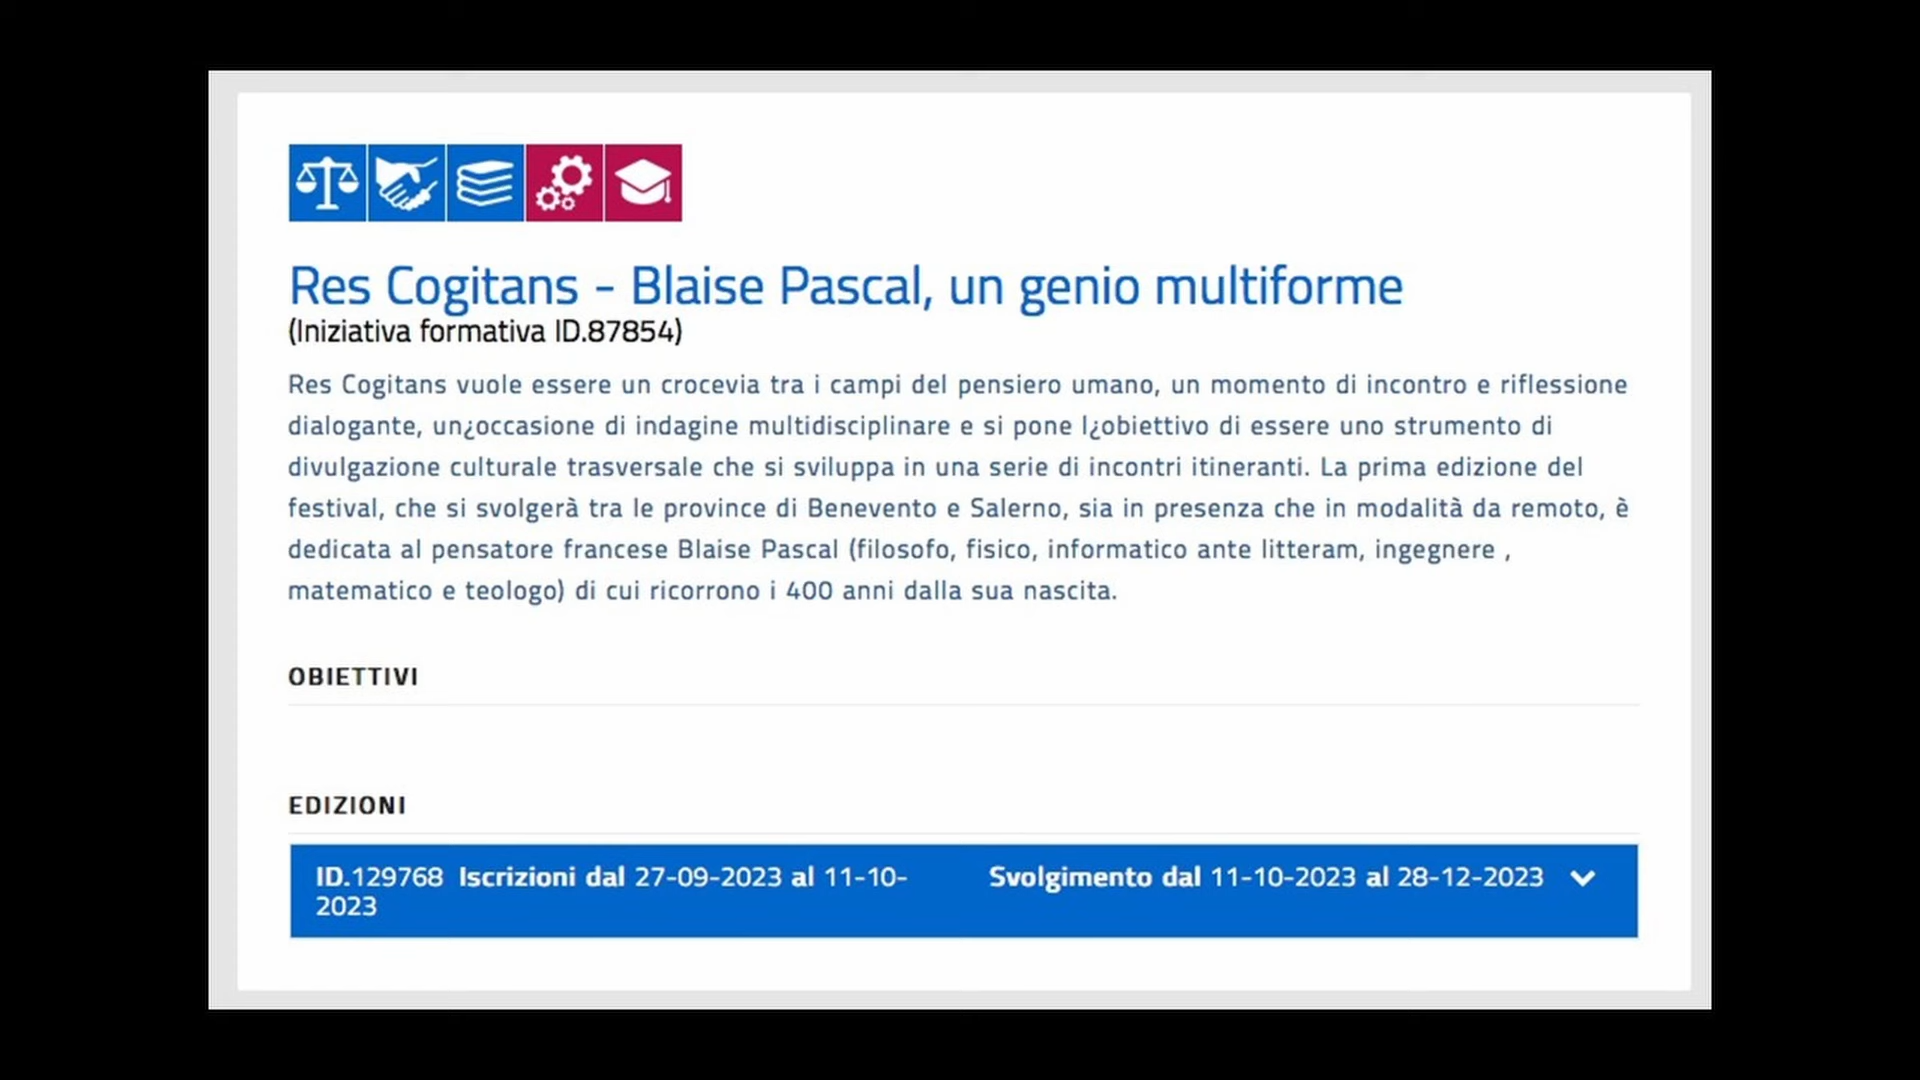 Res Cogitans - Blaise Pascal, un genio multiforme
(Iniziativa formativa ID.87854)
Res Cogitans vuole essere un crocevia tra i campi del pensiero umano, un momento di incontro e riflessione
dialogante, un¿occasione di indagine multidisciplinare e si pone l¿obiettivo di essere uno strumento di
divulgazione culturale trasversale che si sviluppa in una serie di incontri itineranti. La prima edizione del
festival, che si svolgerà tra le province di Benevento e Salerno, sia in presenza che in modalità da remoto, è
dedicata al pensatore francese Blaise Pascal (filosofo, fisico, informatico ante litteram, ingegnere ,
matematico e teologo) di cui ricorrono i 400 anni dalla sua nascita.
OBIETTIVI
EDIZIONI
ID.129768 Iscrizioni dal 27-09-2023 al 11-10-
2023
Svolgimento dal 11-10-2023 al 28-12-2023